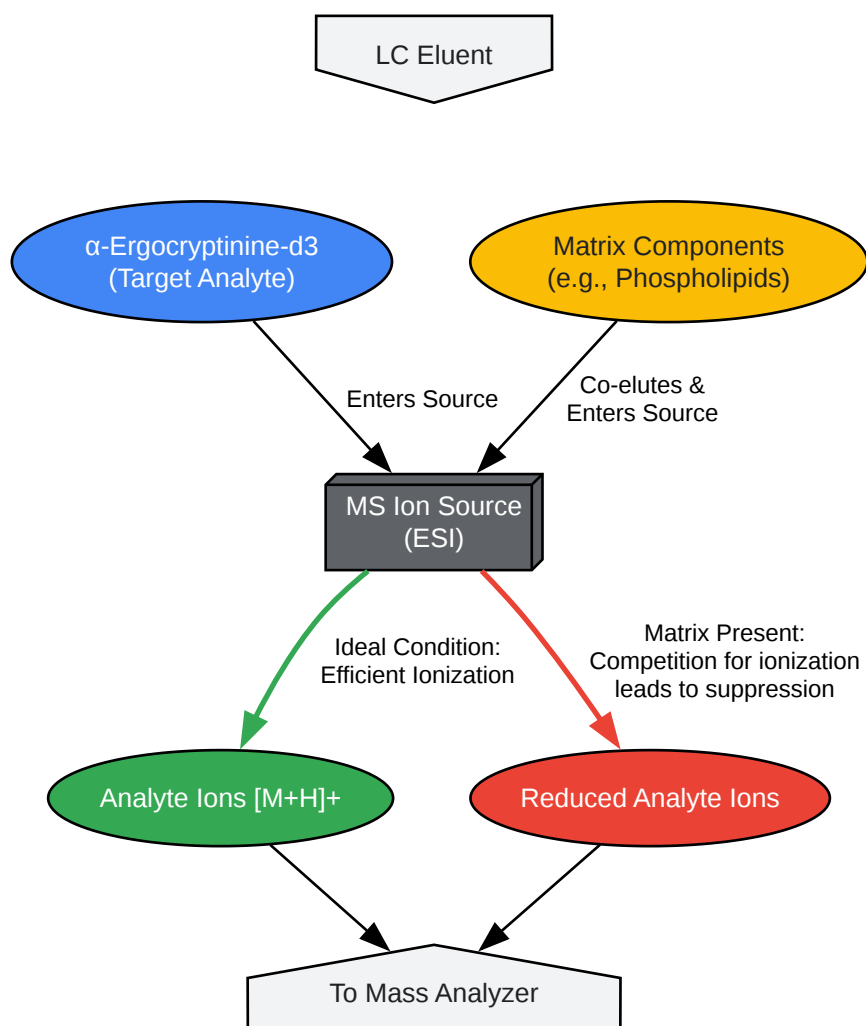 LC Eluent
α-Ergocryptinine-d3
(Target Analyte)
Matrix Components
(e.g., Phospholipids)
Enters Source
Co-elutes &
Enters Source
MS Ion Source
(ESI)
Ideal Condition:
Efficient Ionization
Matrix Present:
Competition for ionization
leads to suppression
Analyte Ions [M+H]+
Reduced Analyte Ions
To Mass Analyzer